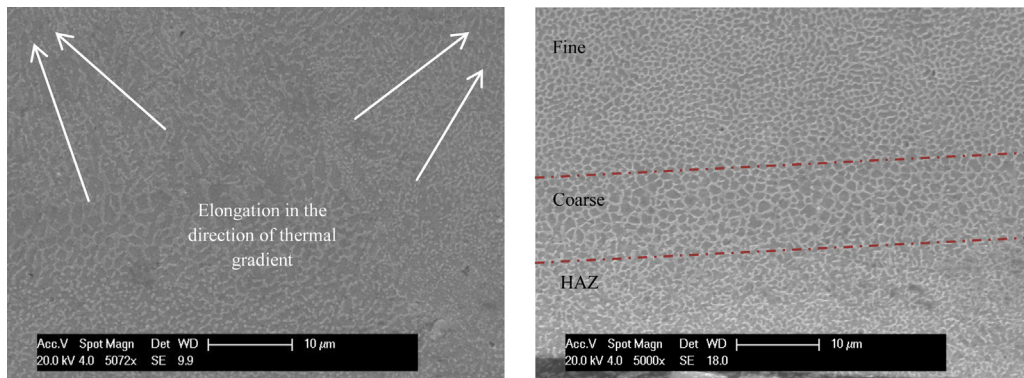 Elongation in the
direction of thermal
gradient
Acc.V Spot Magn Det WD 10 µm
20.0 kV 4.0 5072x SE 9.9
Fine
Coarse
HAZ
Acc.V Spot Magn Det WD 10 µm
20.0 kV 4.0 5000x SE 18.0